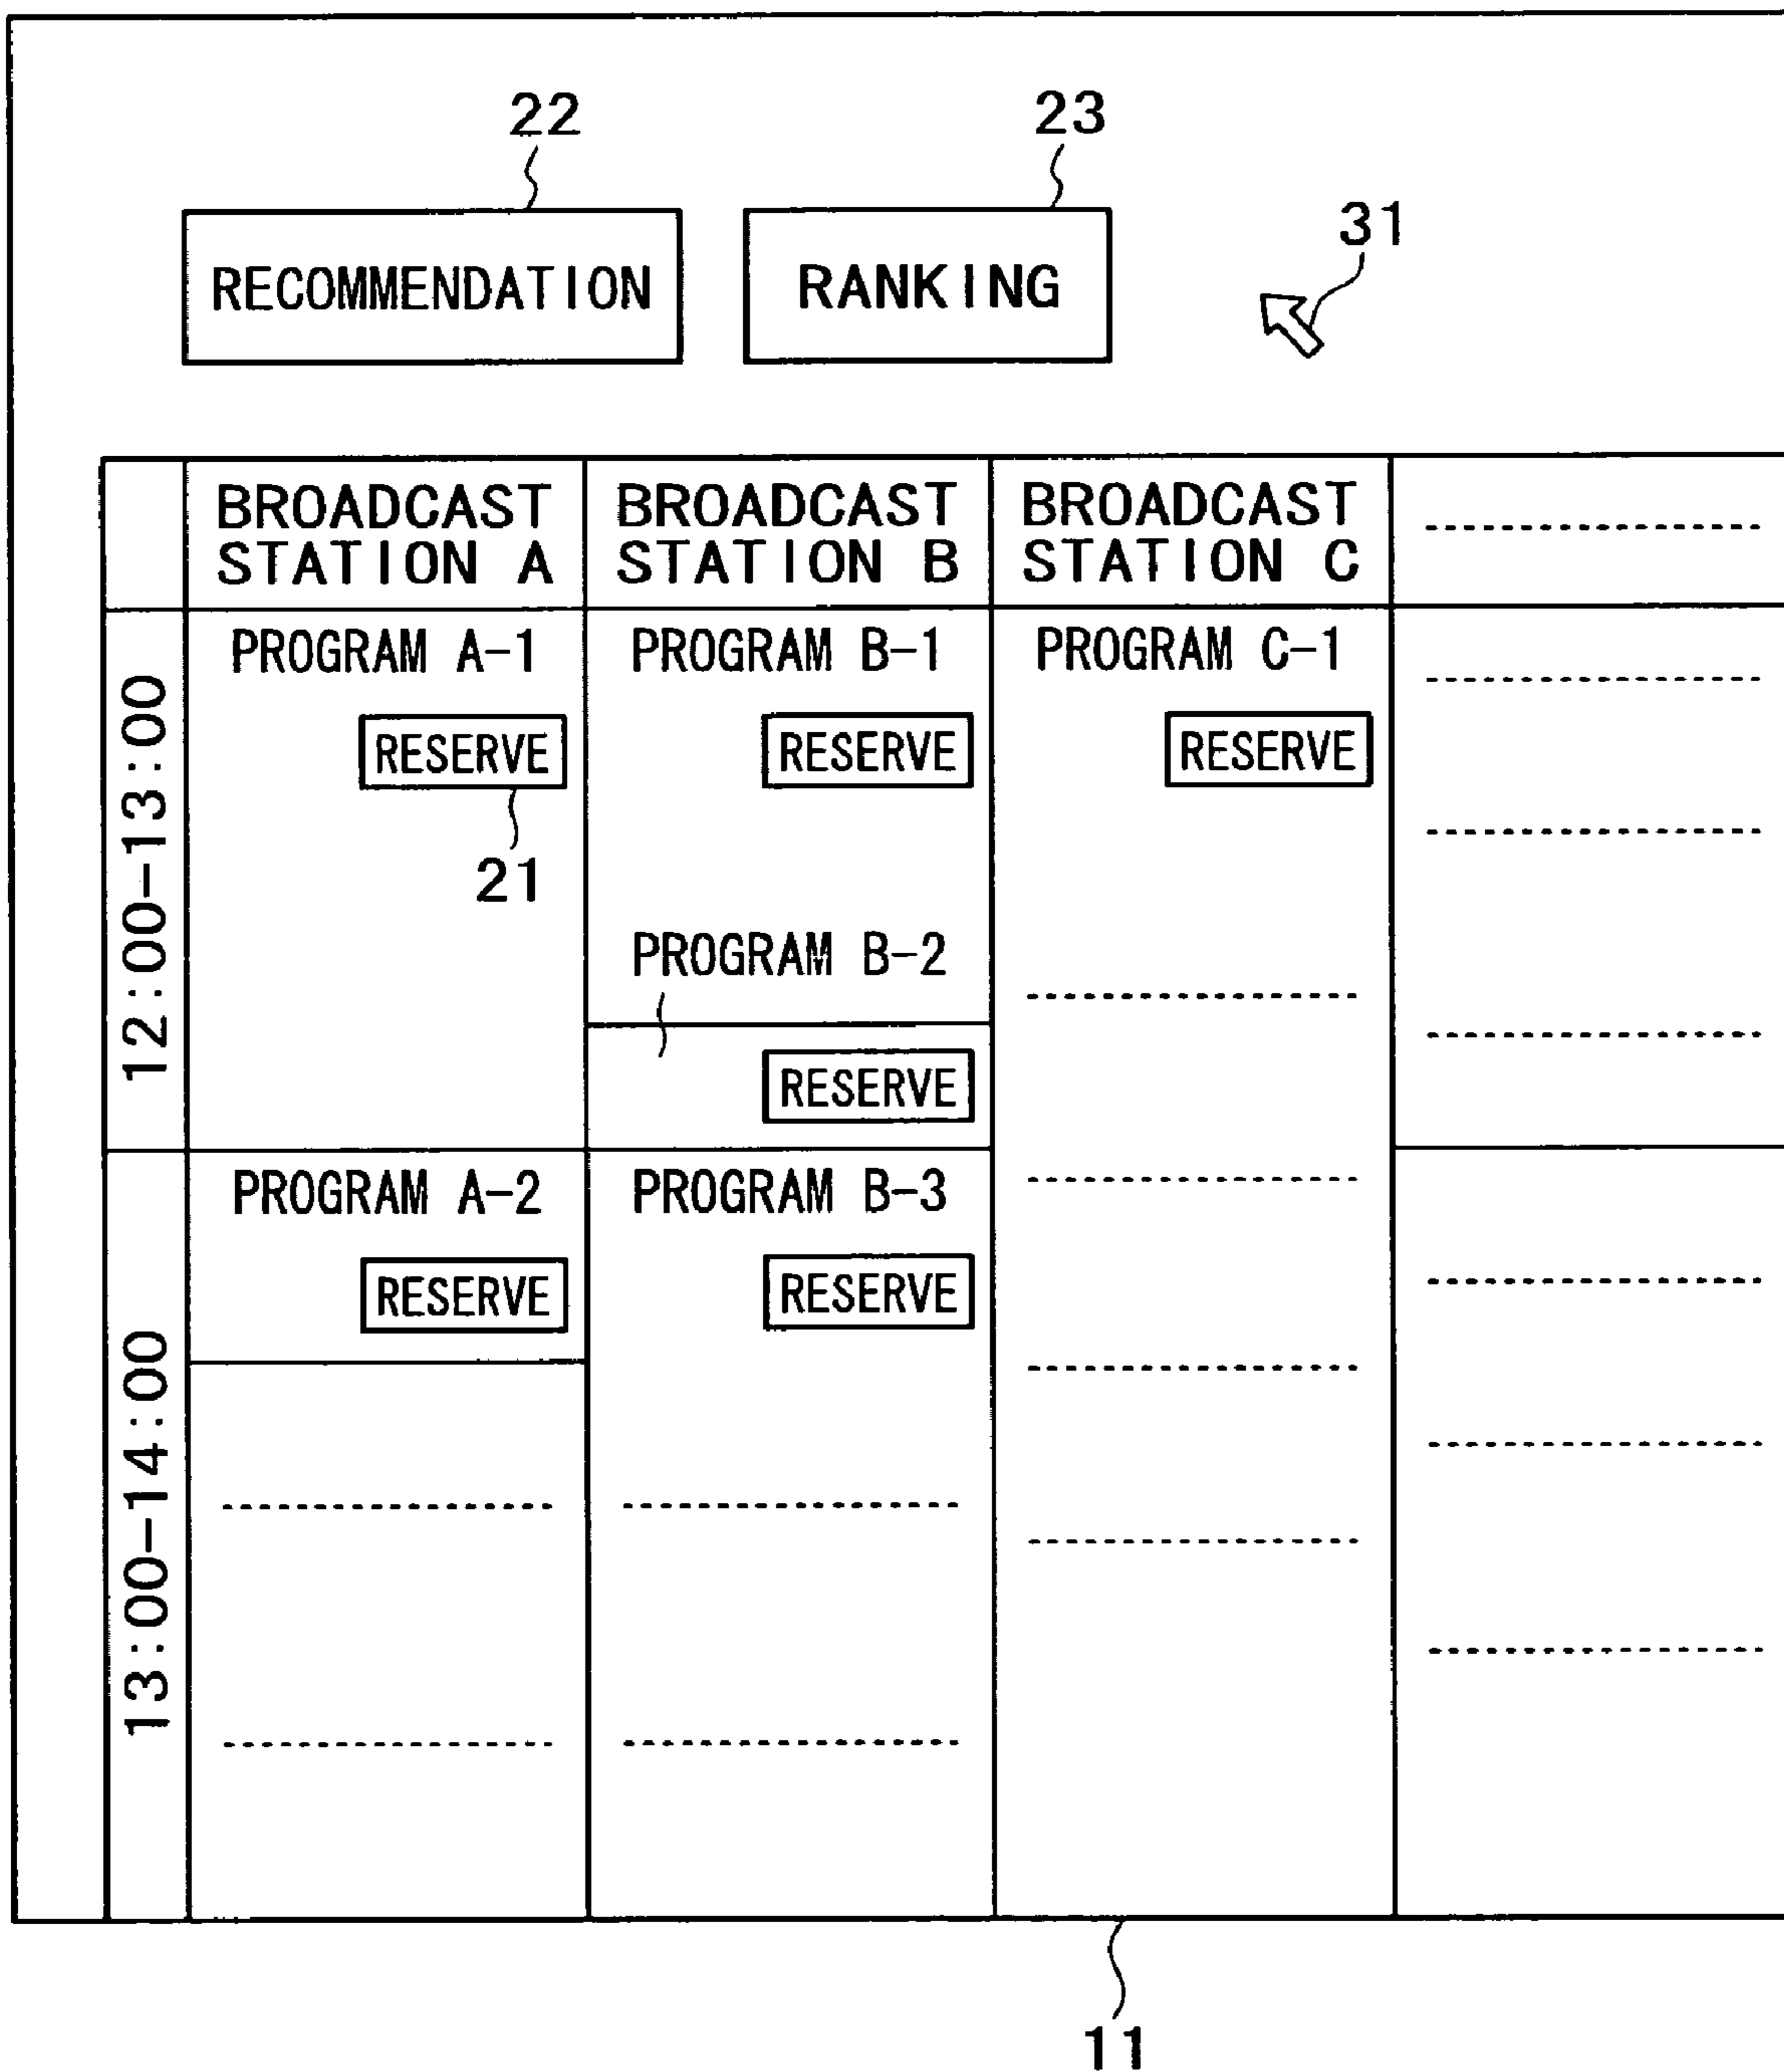 22
23
31
RECOMMENDATION
RANKING
BROADCAST
STATION A
BROADCAST
STATION B
BROADCAST
STATION C
12:00-13:00
PROGRAM A-1
RESERVE
21
PROGRAM B-1
RESERVE
PROGRAM B-2
RESERVE
PROGRAM C-1
RESERVE
13:00-14:00
PROGRAM A-2
RESERVE
PROGRAM B-3
RESERVE
11